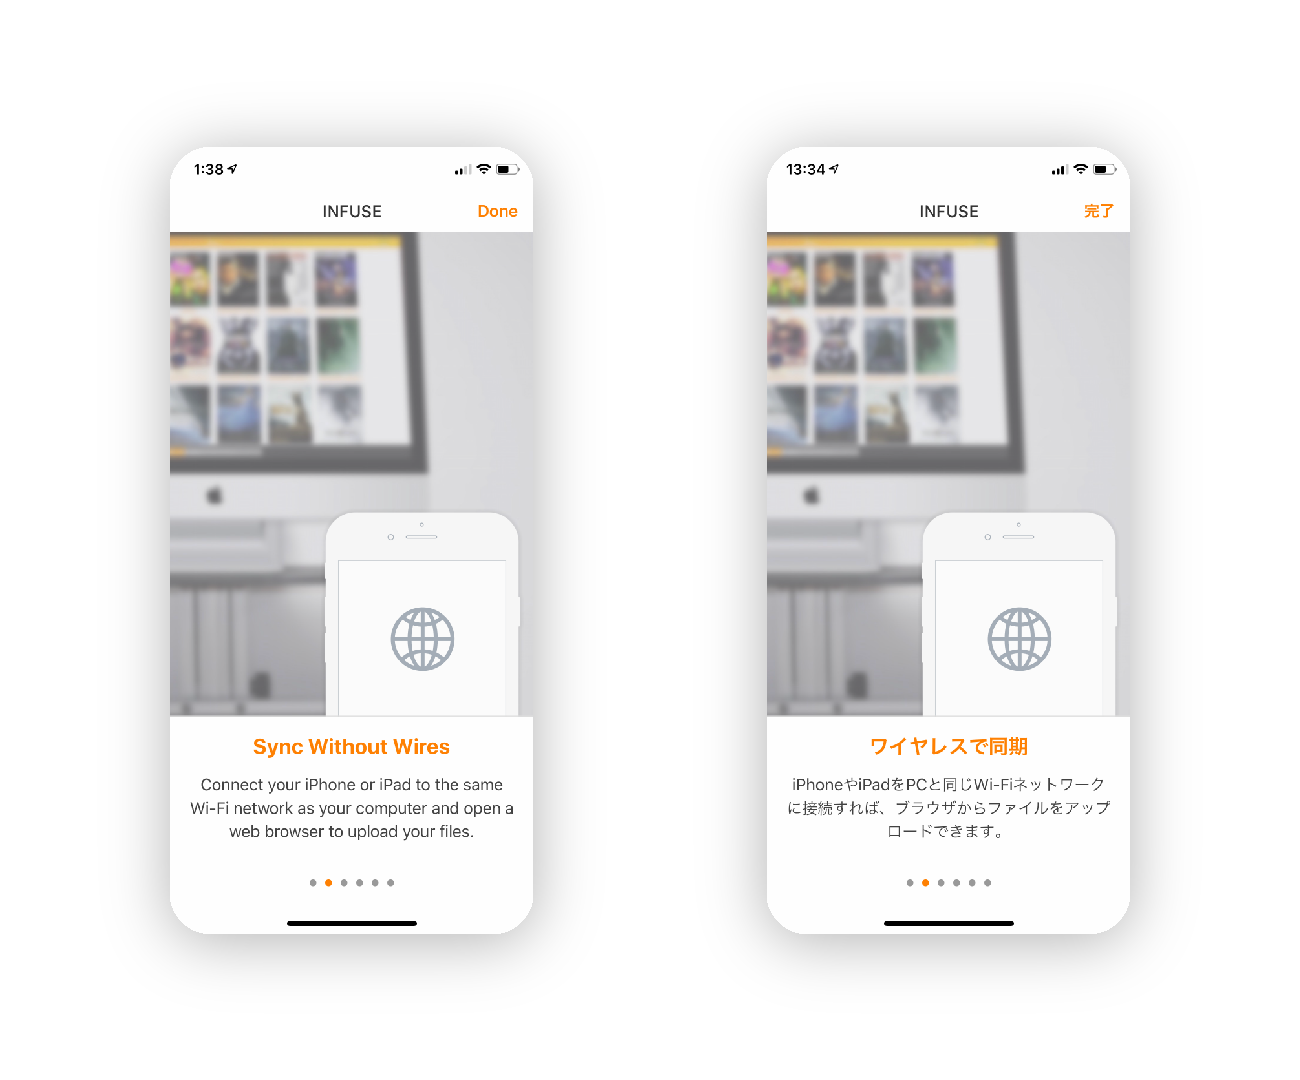 1:38
INFUSE
Done
Sync Without Wires
Connect your iPhone or iPad to the same
Wi-Fi network as your computer and open a
web browser to upload your files.
13:34
INFUSE
完了
ワイヤレスで同期
iPhoneやiPadをPCと同じWi-Fiネットワーク
に接続すれば、ブラウザからファイルをアップ
ロードできます。